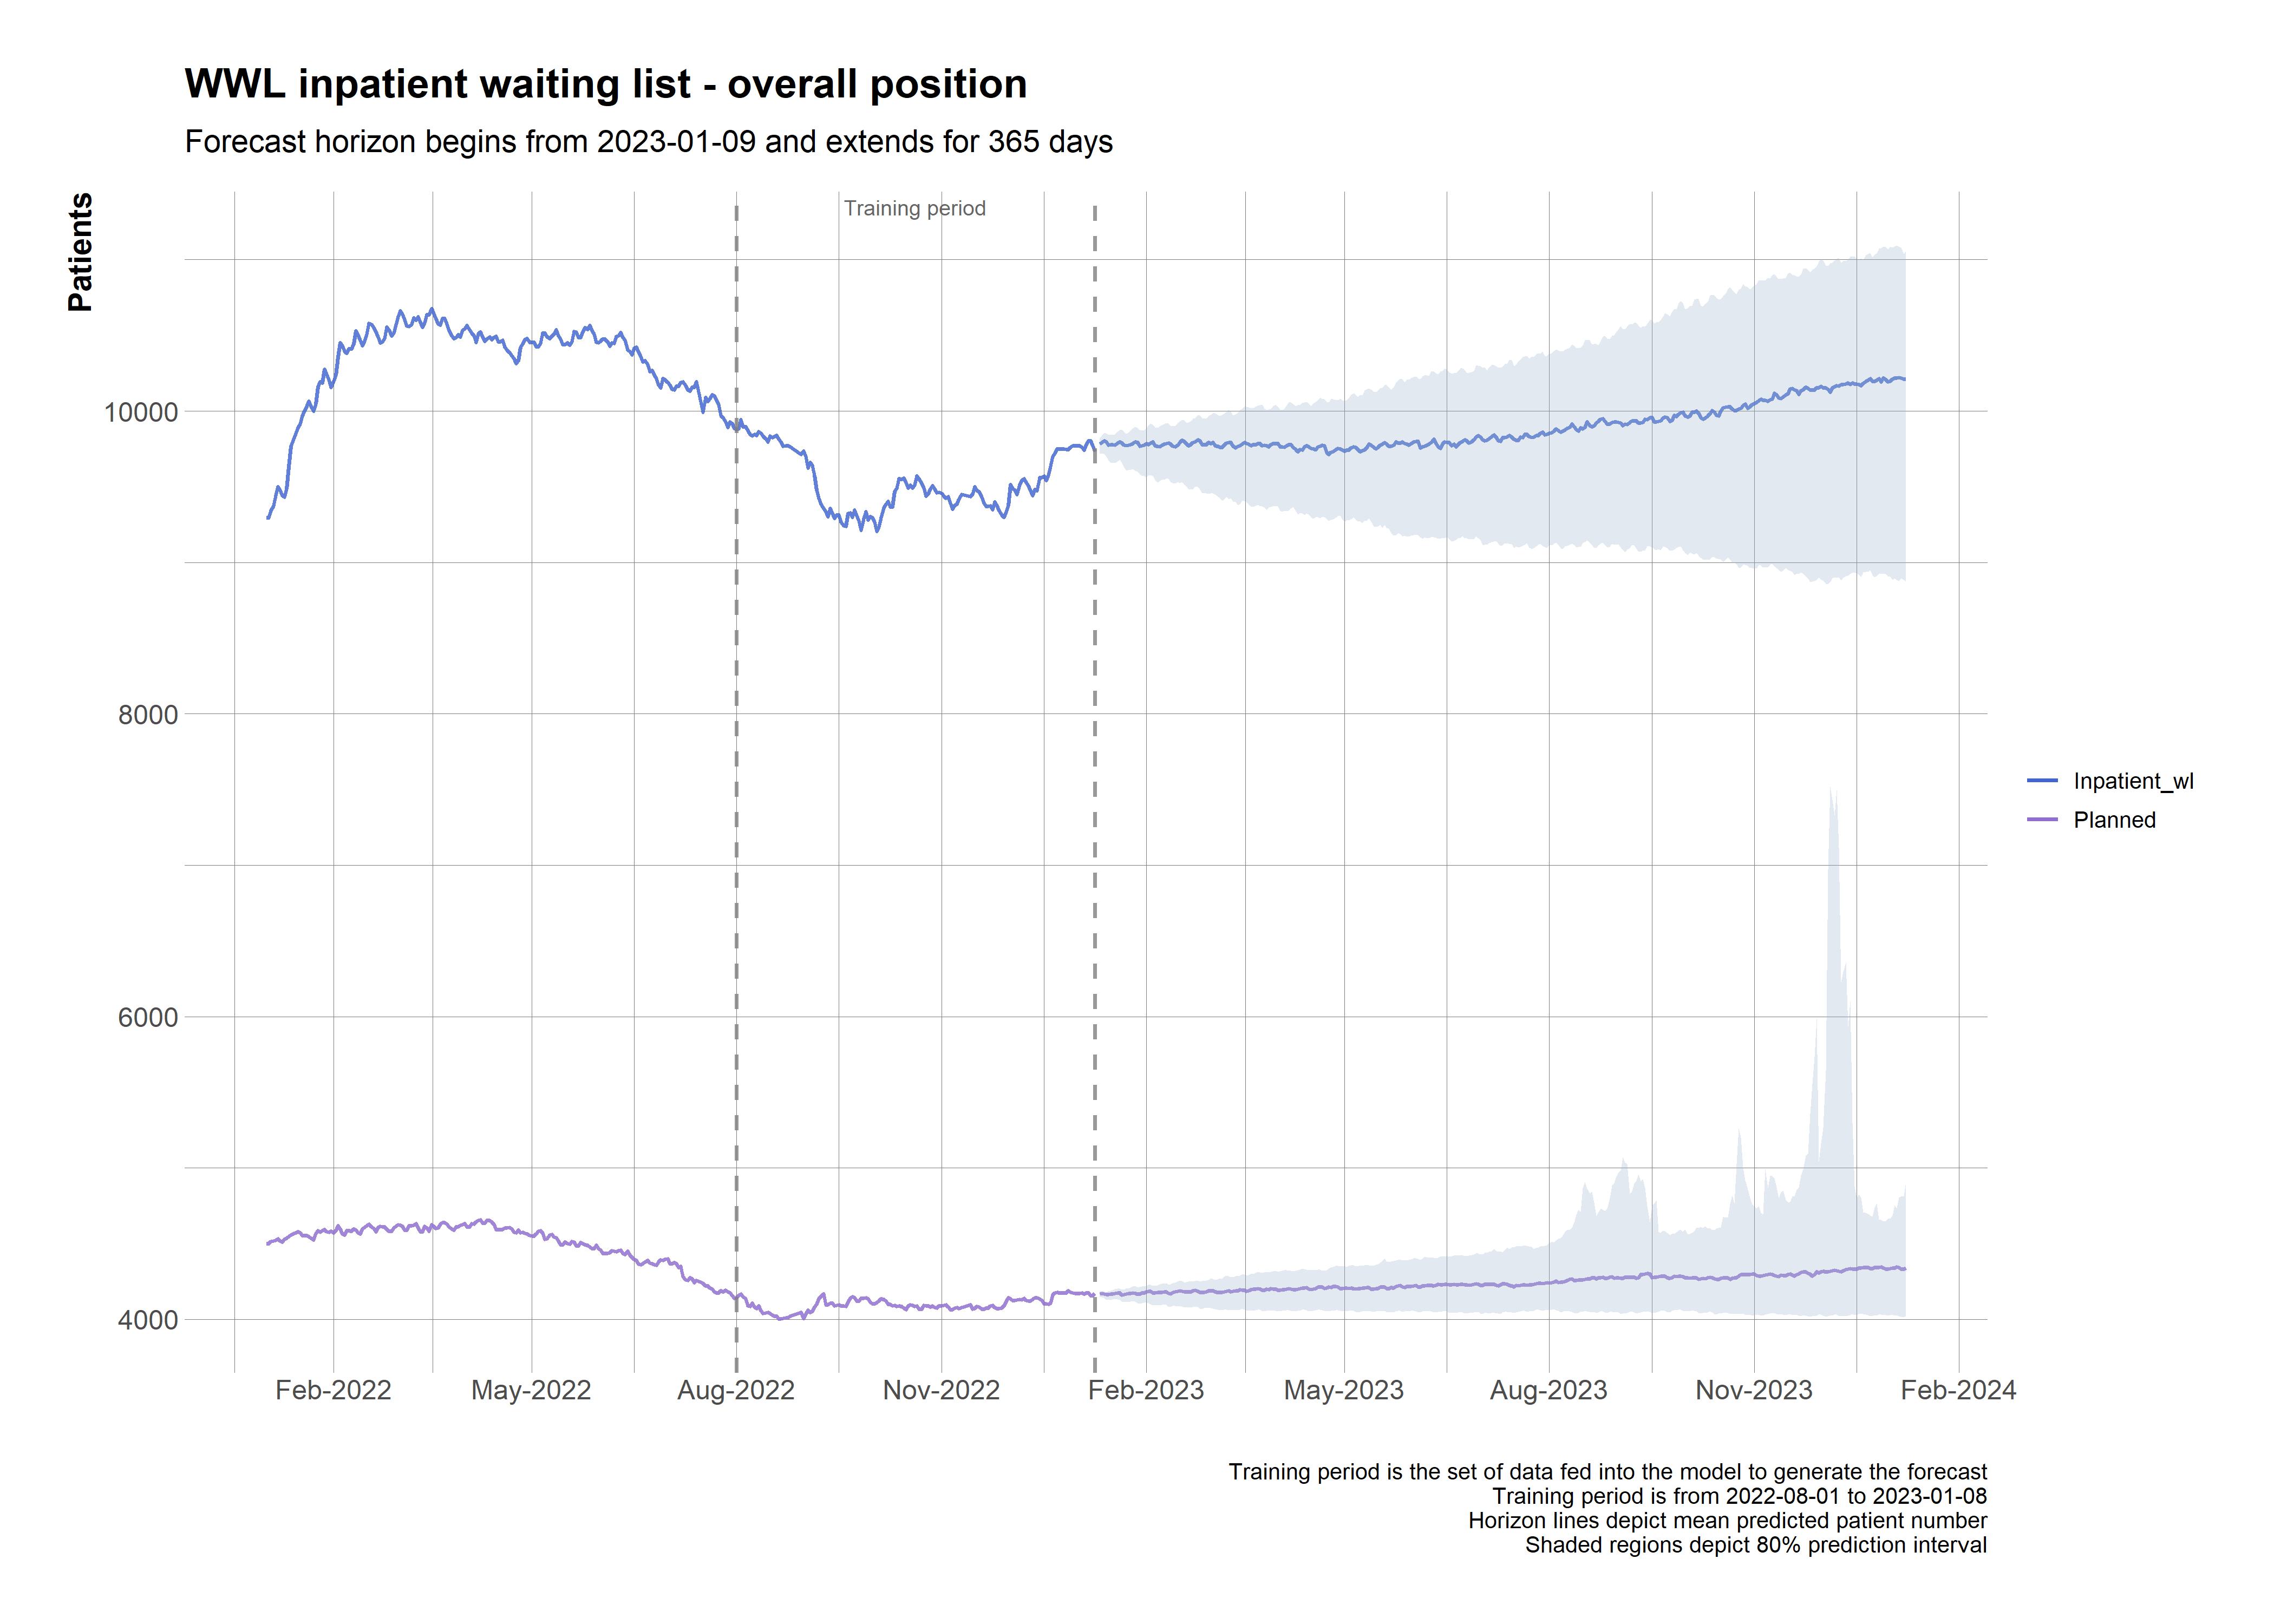 WWL inpatient waiting list - overall position
Forecast horizon begins from 2023-01-09 and extends for 365 days
Patients
Training period
10000
8000
6000
4000
Inpatient_wl
Planned
Feb-2022
May-2022
Aug-2022
Nov-2022
Feb-2023
May-2023
Aug-2023
Nov-2023
Feb-2024
Training period is the set of data fed into the model to generate the forecast
Training period is from 2022-08-01 to 2023-01-08
Horizon lines depict mean predicted patient number
Shaded regions depict 80% prediction interval